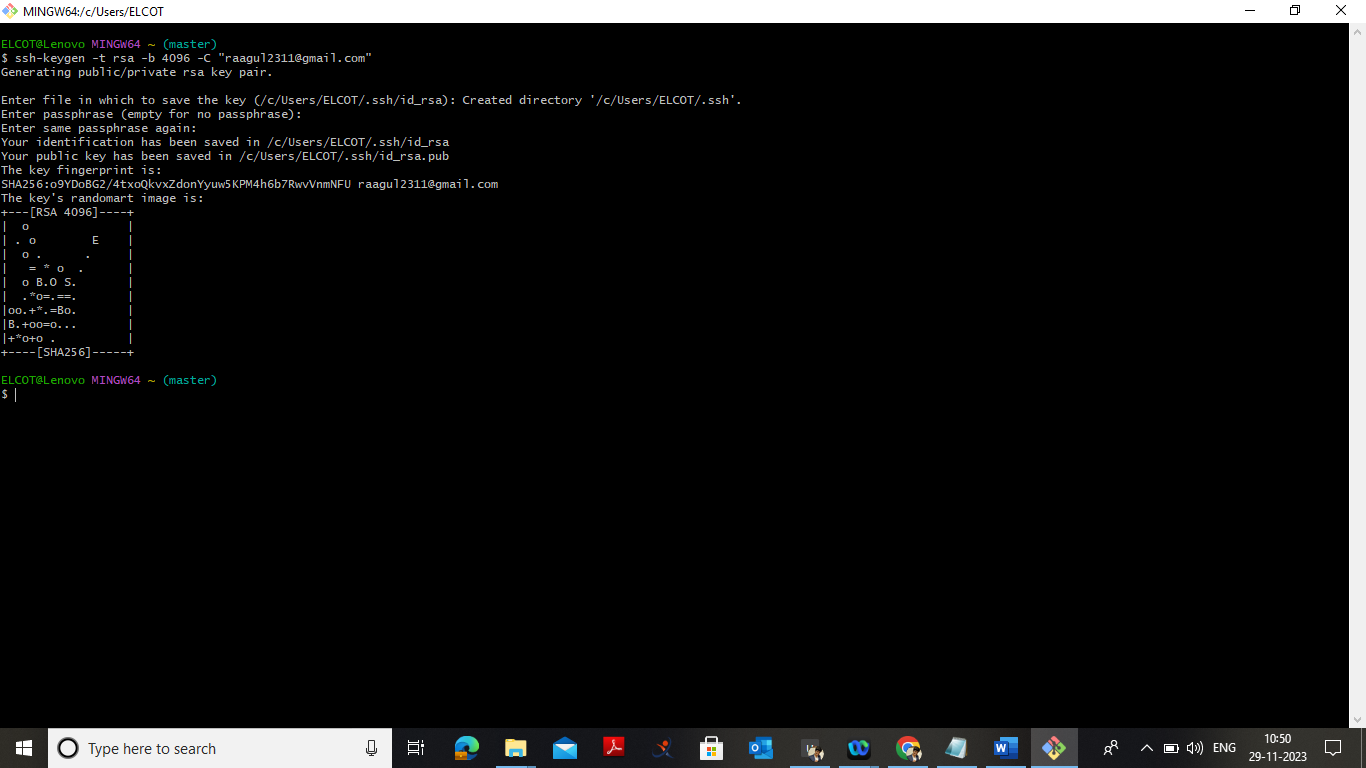 MINGW64:/c/Users/ELCOT
ELCOT@Lenovo MINGW64 ~ (master)
$ ssh-keygen -t rsa -b 4096 -C "raagul2311@gmail.com"
Generating public/private rsa key pair.
Enter file in which to save the key (/c/Users/ELCOT/.ssh/id_rsa): Created directory '/c/Users/ELCOT/.ssh'.
Enter passphrase (empty for no passphrase):
Enter same passphrase again:
Your identification has been saved in /c/Users/ELCOT/.ssh/id_rsa
Your public key has been saved in /c/Users/ELCOT/.ssh/id_rsa.pub
The key fingerprint is:
SHA256:o9YDoBG2/4txoQkvxZdonYyuw5KPM4h6b7RwvVnmNFU raagul2311@gmail.com
The key's randomart image is:
+---[RSA 4096]----+
|  o              |
| . o        E    |
|  o .      .     |
|   = * o  .      |
|  o B.O S.       |
|  .*o=.==.       |
|oo.+*.=Bo.       |
|B.+oo=o...       |
|+*o+o .          |
+----[SHA256]-----+
ELCOT@Lenovo MINGW64 ~ (master)
$
Type here to search
ENG
10:50
29-11-2023